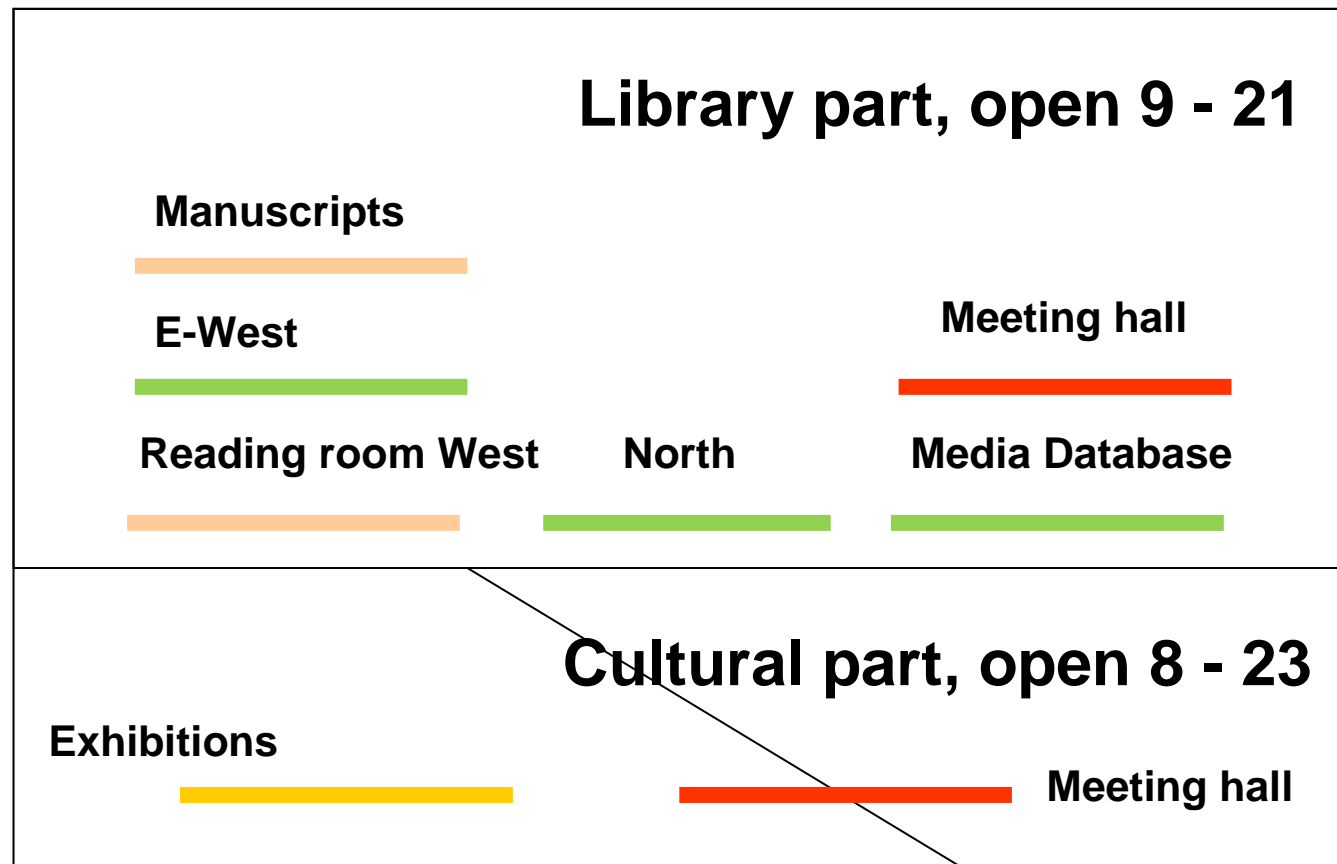 Library part, open 9 - 21
Manuscripts
E-West
Meeting hall
Reading room West
North
Media Database
Cultural part, open 8 - 23
Exhibitions
Meeting hall